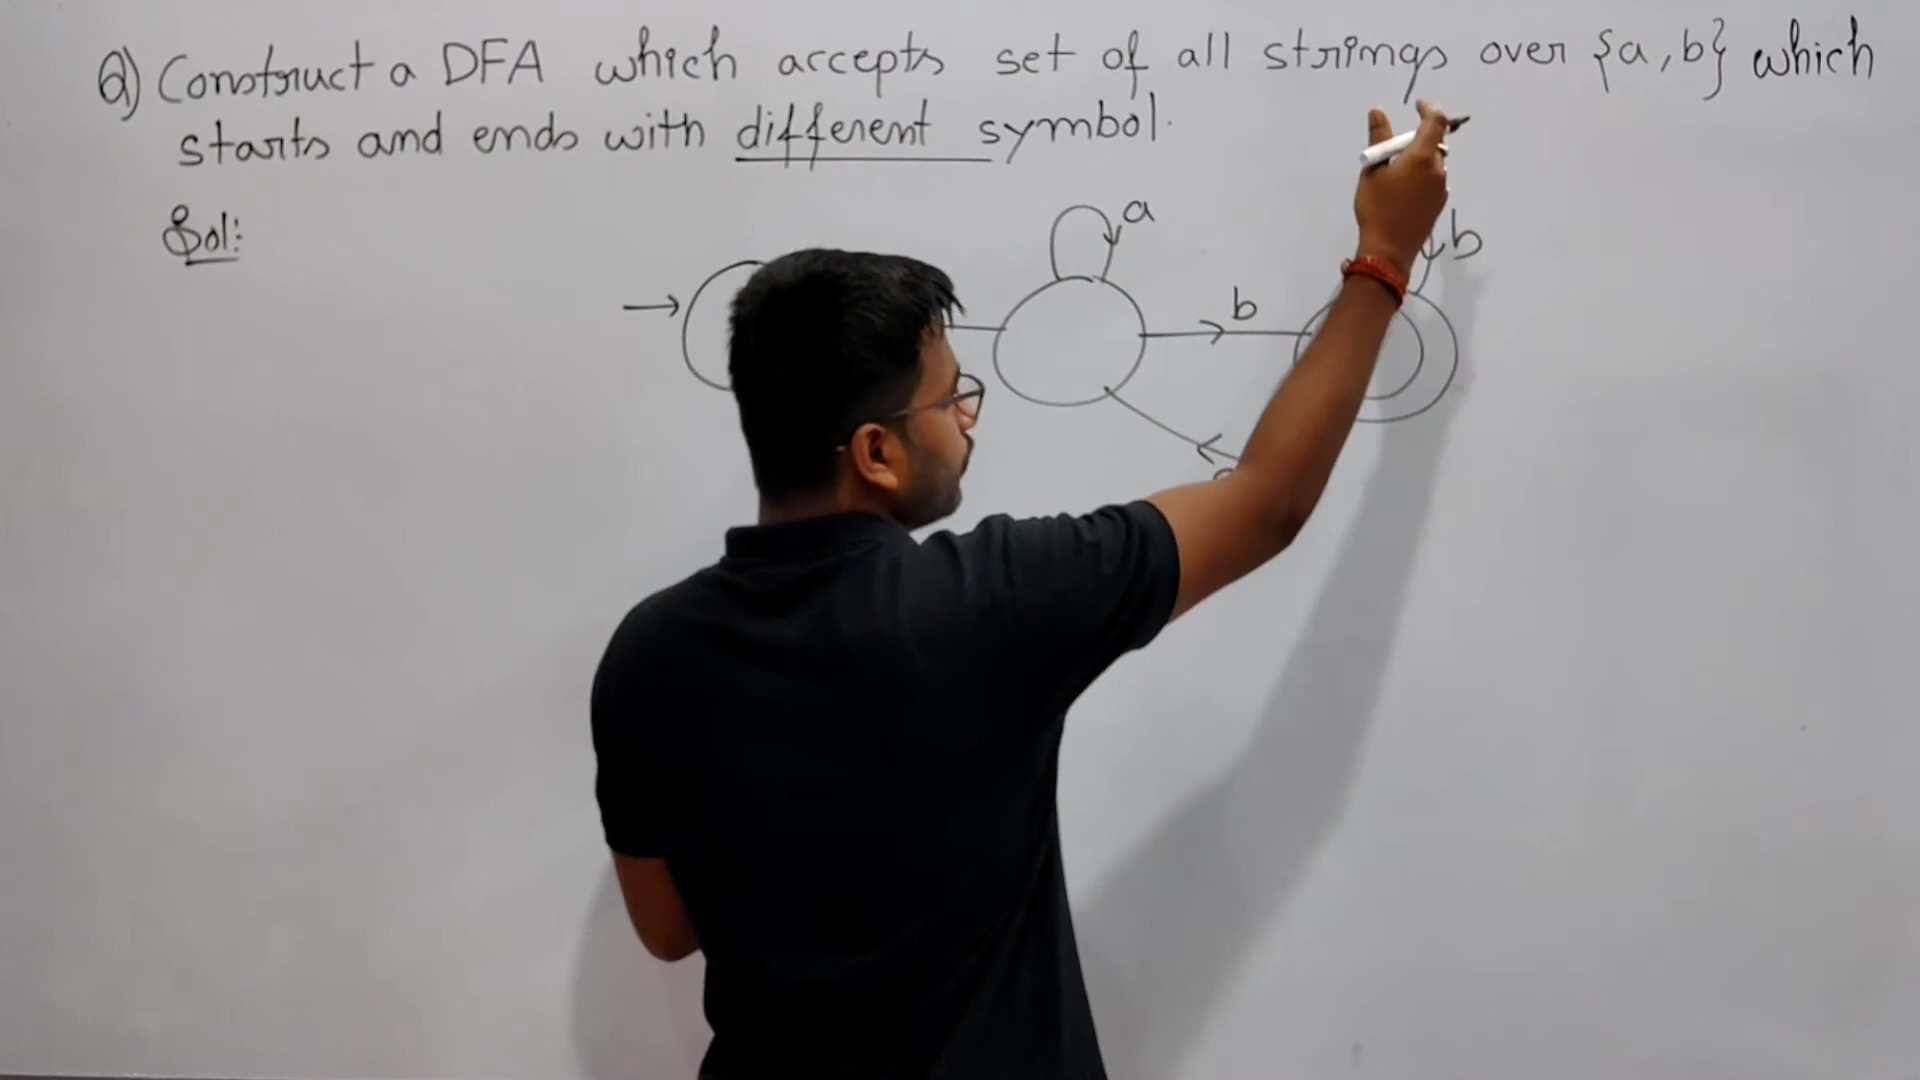 Q) Construct a DFA which accepts set of all strings over {a,b} which
starts and ends with different symbol.
Sol:
a
b
b